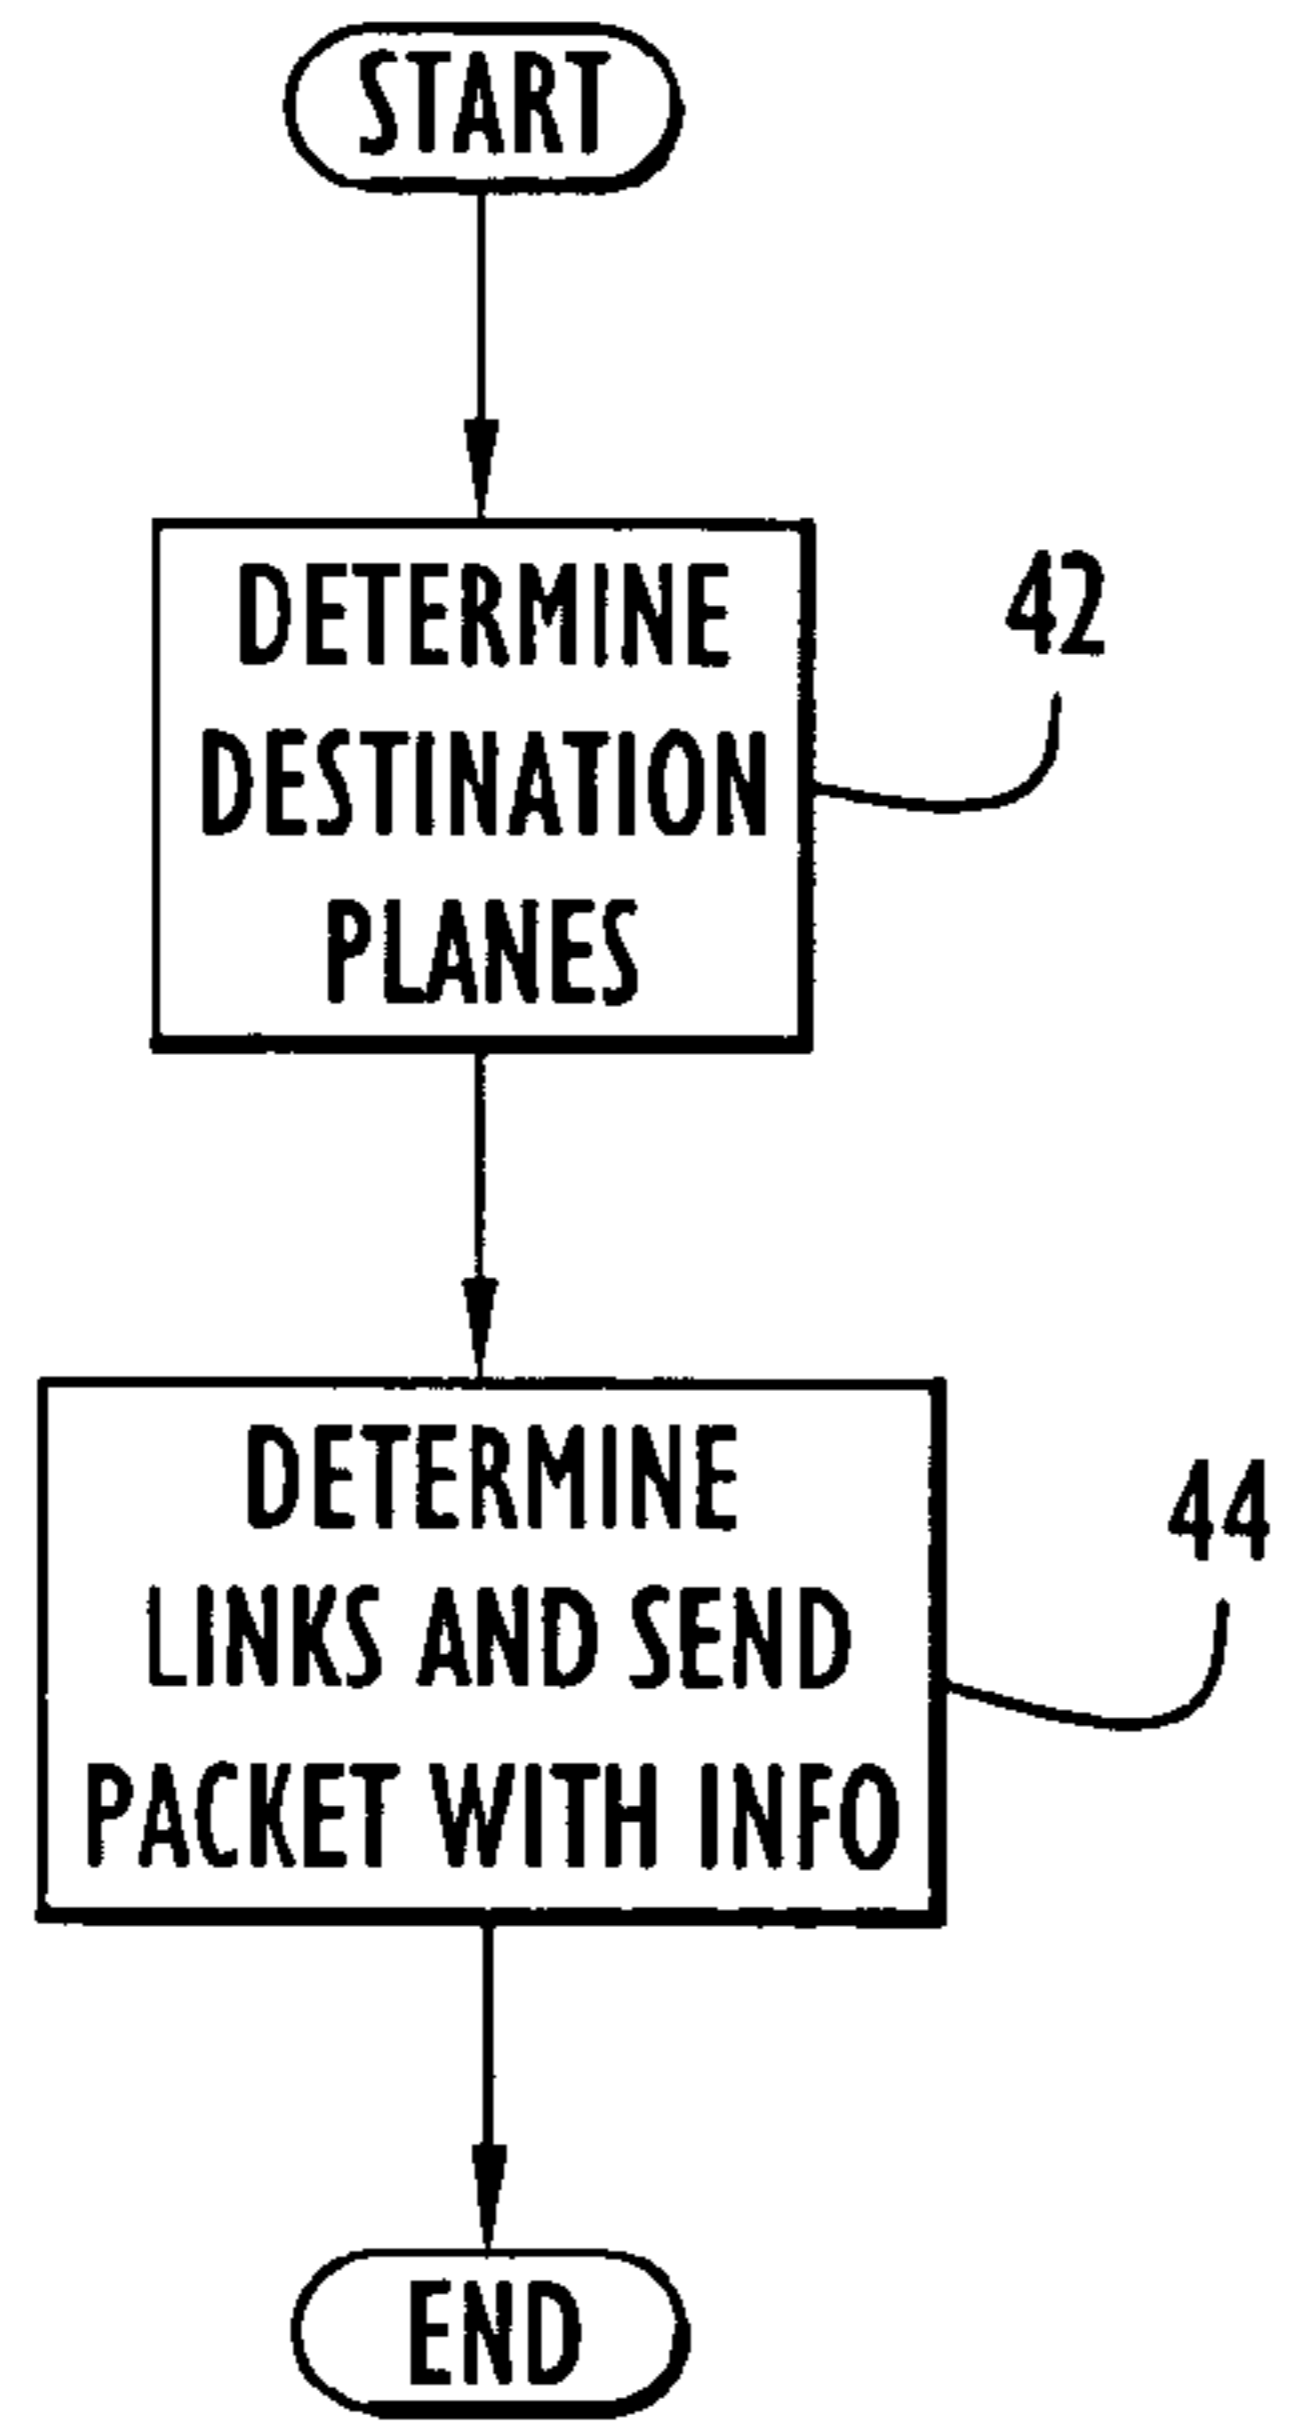 START
DETERMINE
DESTINATION
PLANES
42
DETERMINE
LINKS AND SEND
PACKET WITH INFO
44
END